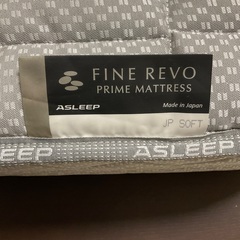 FINE REVO
PRIME MATTRESS
ASLEEP Made in Japan
JP SOFT
ASLEEP ASLEEP